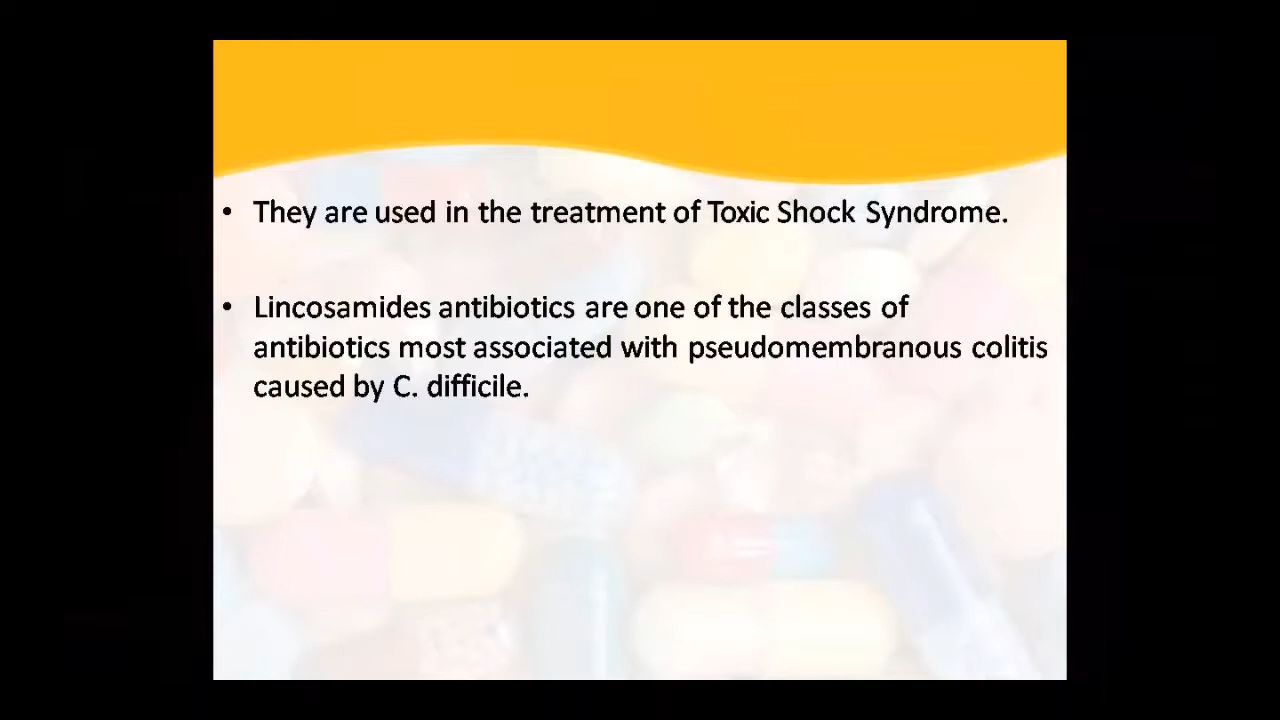 • They are used in the treatment of Toxic Shock Syndrome.
• Lincosamides antibiotics are one of the classes of
antibiotics most associated with pseudomembranous colitis
caused by C. difficile.